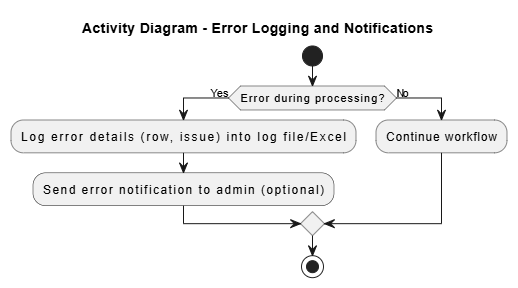 Activity Diagram - Error Logging and Notifications
Yes
Error during processing?
No
Log error details (row, issue) into log file/Excel
Continue workflow
Send error notification to admin (optional)